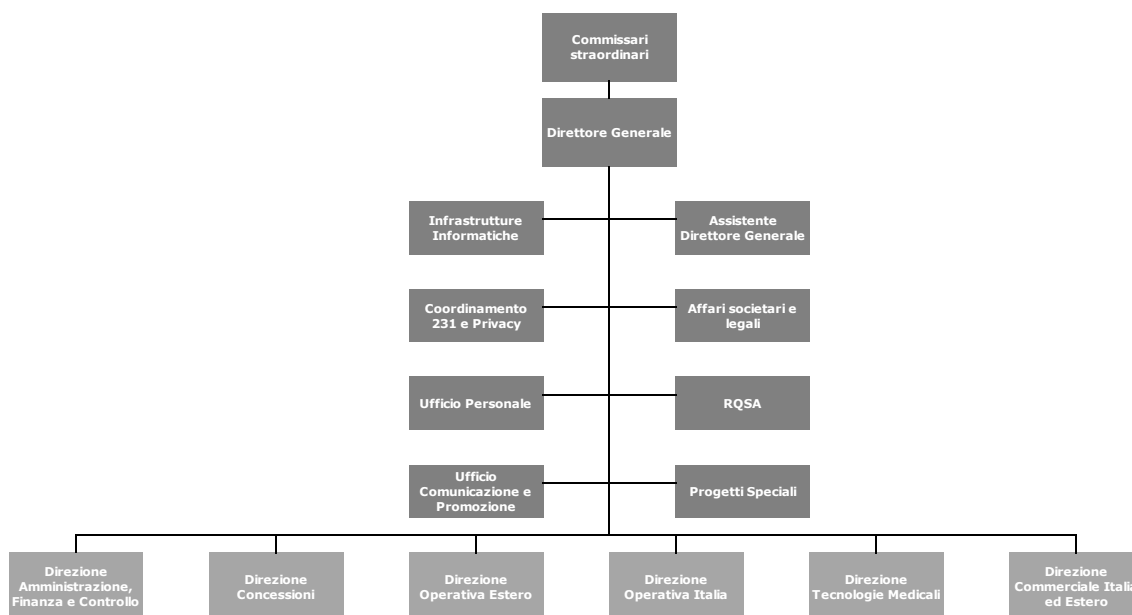 Commissari
straordinari
Direttore Generale
Infrastrutture
Informatiche
Assistente
Direttore Generale
Coordinamento
231 e Privacy
Affari societari e
legali
Ufficio Personale
RQSA
Ufficio
Comunicazione e
Promozione
Progetti Speciali
Direzione
Amministrazione,
Finanza e Controllo
Direzione
Concessioni
Direzione
Operativa Estero
Direzione
Operativa Italia
Direzione
Tecnologie Medicali
Direzione
Commerciale Italia
ed Estero